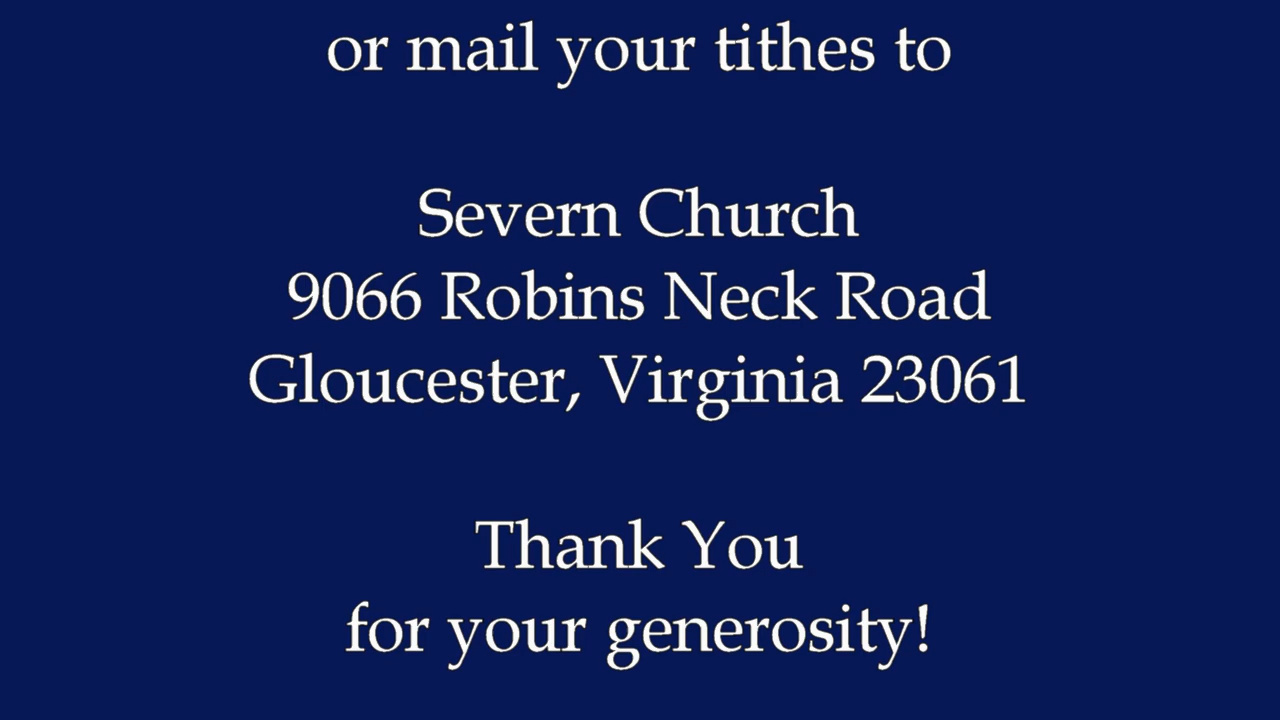 or mail your tithes to
Severn Church
9066 Robins Neck Road
Gloucester, Virginia 23061
Thank You
for your generosity!